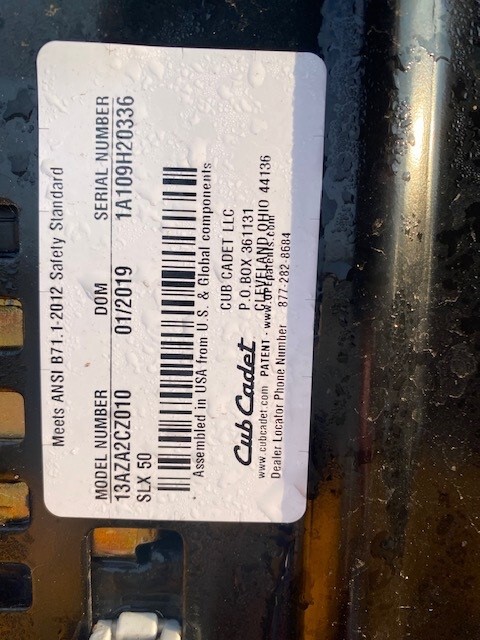 Meets ANSI B71.1-2012 Safety Standard
MODEL NUMBER DOM SERIAL NUMBER
13AZA2CZ010 01/2019 1A109H20336
SLX 50
Assembled in USA from U.S. & Global components
CUB CADET LLC
P.O.BOX 361131
CLEVELAND OHIO 44136
Cub Cadet
www.cubcadet.com PATENT - www.opepatents.com
Dealer Locator Phone Number 877-282-8684